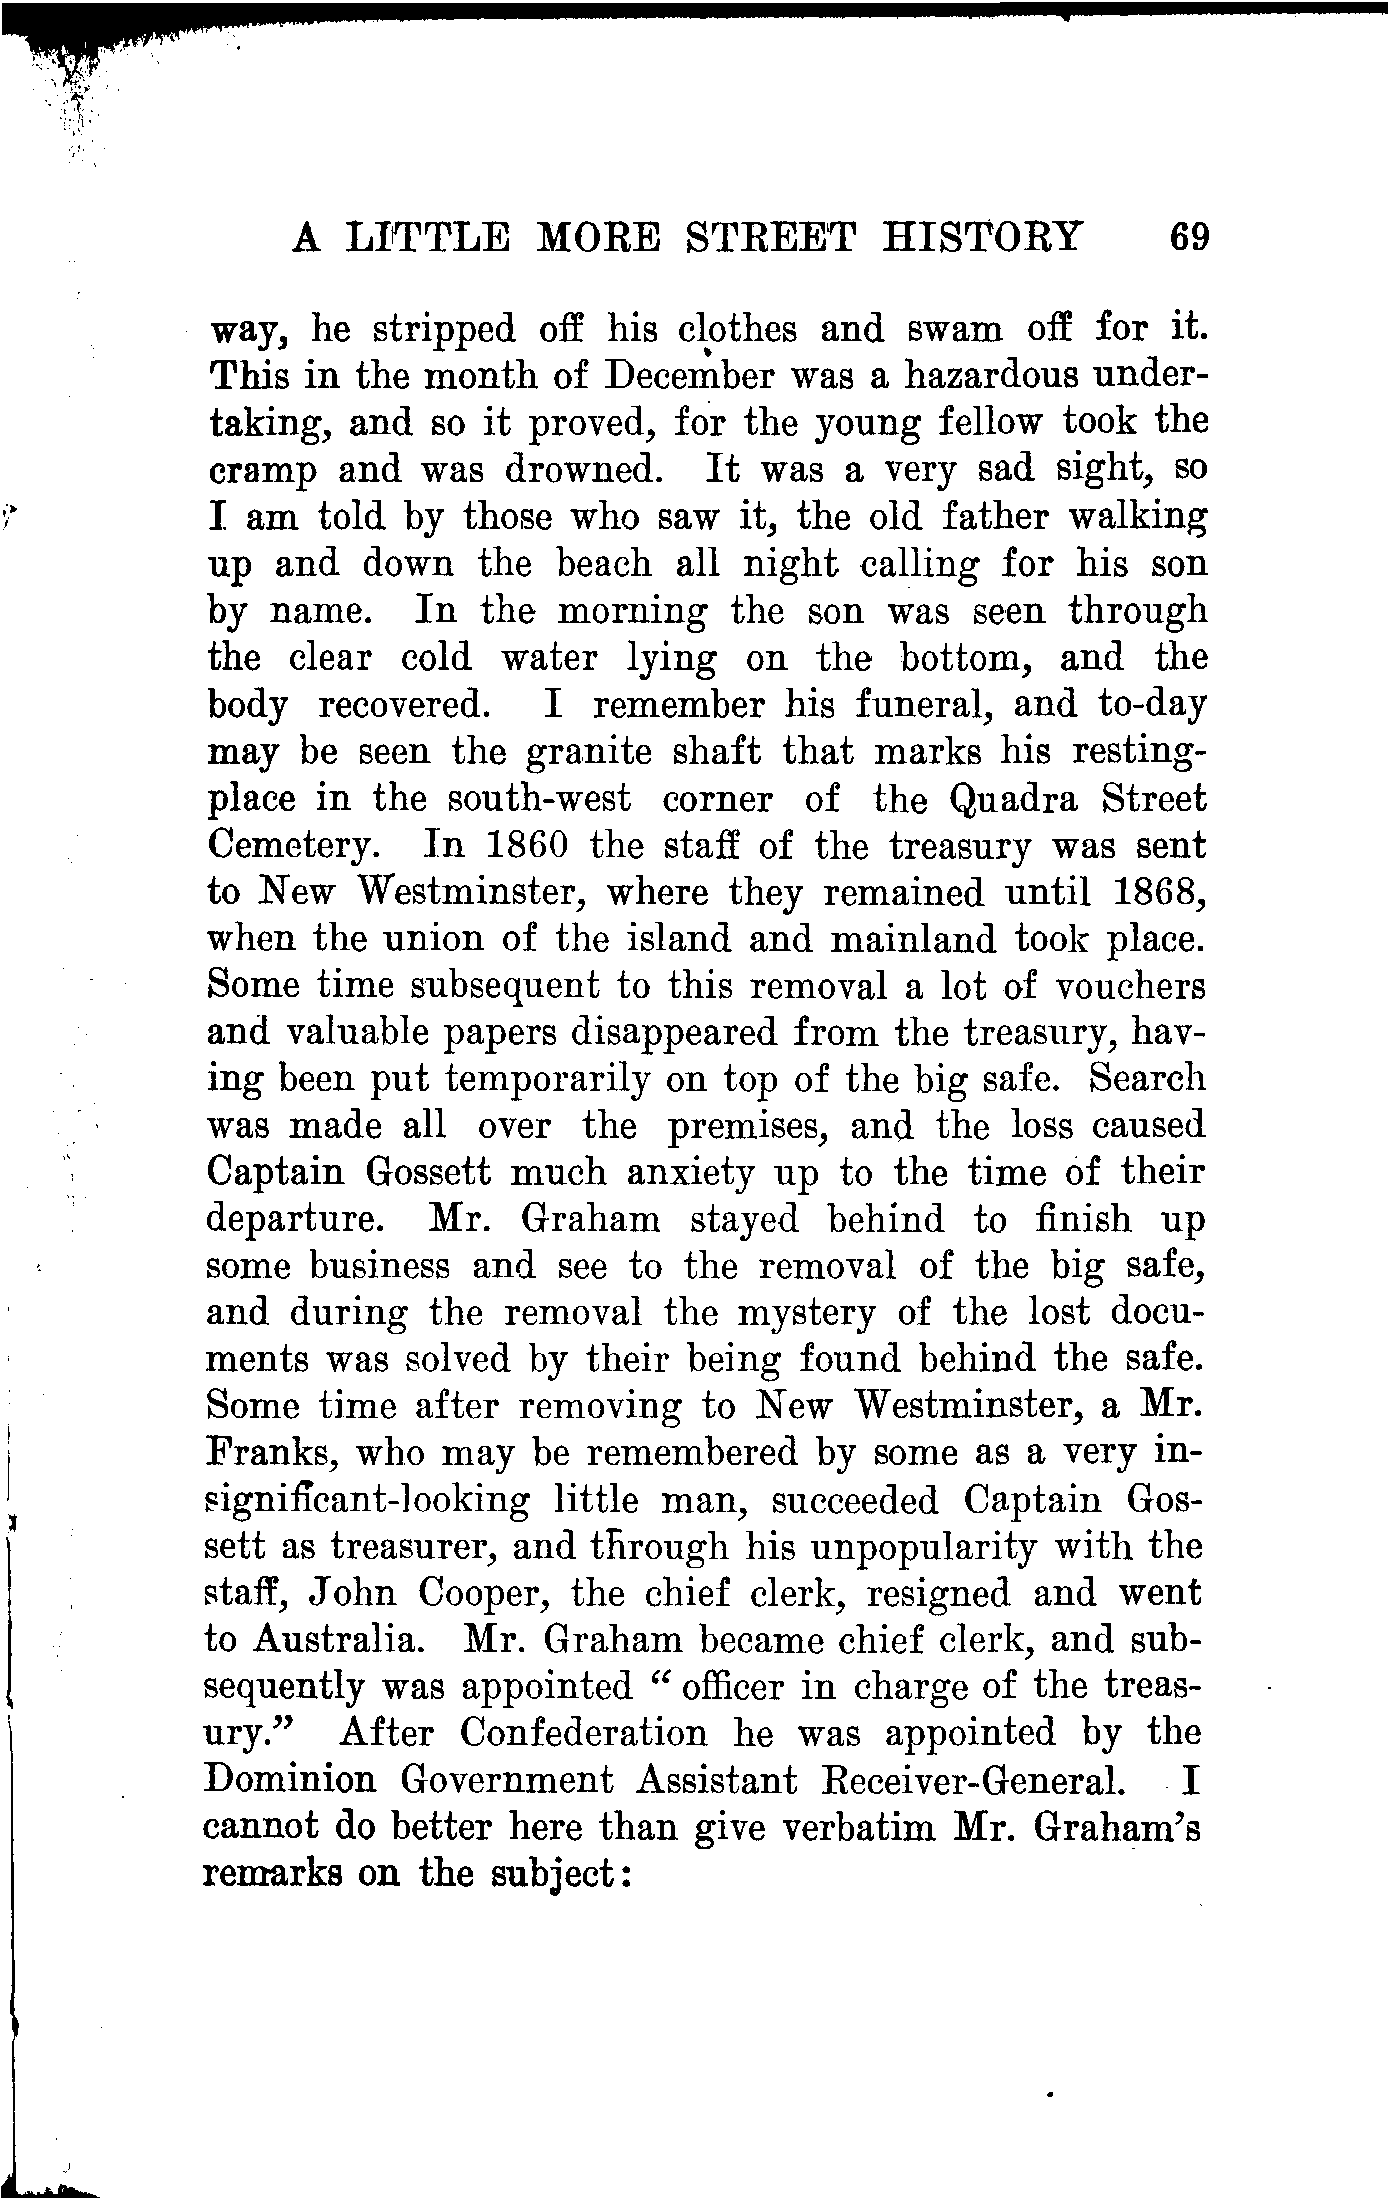 A LITTLE MORE STREET HISTORY 69
way, he stripped off his clothes and swam off for it.
This in the month of December was a hazardous under-
taking, and so it proved, for the young fellow took the
cramp and was drowned. It was a very sad sight, so
I am told by those who saw it, the old father walking
up and down the beach all night calling for his son
by name. In the morning the son was seen through
the clear cold water lying on the bottom, and the
body recovered. I remember his funeral, and to-day
may be seen the granite shaft that marks his resting-
place in the south-west corner of the Quadra Street
Cemetery. In 1860 the staff of the treasury was sent
to New Westminster, where they remained until 1868,
when the union of the island and mainland took place.
Some time subsequent to this removal a lot of vouchers
and valuable papers disappeared from the treasury, hav-
ing been put temporarily on top of the big safe. Search
was made all over the premises, and the loss caused
Captain Gossett much anxiety up to the time of their
departure. Mr. Graham stayed behind to finish up
some business and see to the removal of the big safe,
and during the removal the mystery of the lost docu-
ments was solved by their being found behind the safe.
Some time after removing to New Westminster, a Mr.
Franks, who may be remembered by some as a very in-
significant-looking little man, succeeded Captain Gos-
sett as treasurer, and through his unpopularity with the
staff, John Cooper, the chief clerk, resigned and went
to Australia. Mr. Graham became chief clerk, and sub-
sequently was appointed “ officer in charge of the treas-
ury.” After Confederation he was appointed by the
Dominion Government Assistant Receiver-General. I
cannot do better here than give verbatim Mr. Graham's
remarks on the subject: